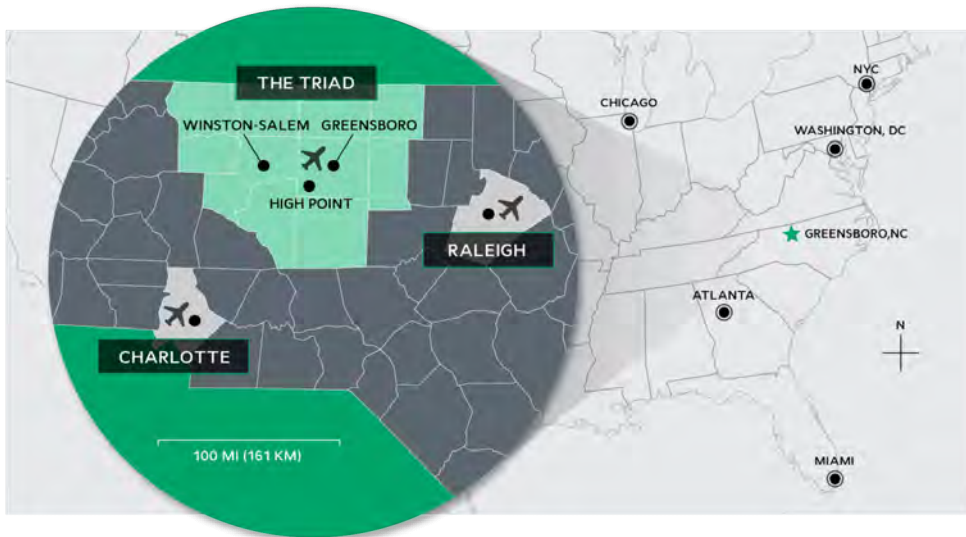 THE TRIAD
WINSTON-SALEM
GREENSBORO
HIGH POINT
RALEIGH
CHARLOTTE
100 MI (161 KM)
NYC
CHICAGO
WASHINGTON, DC
GREENSBORO,NC
ATLANTA
N
MIAMI